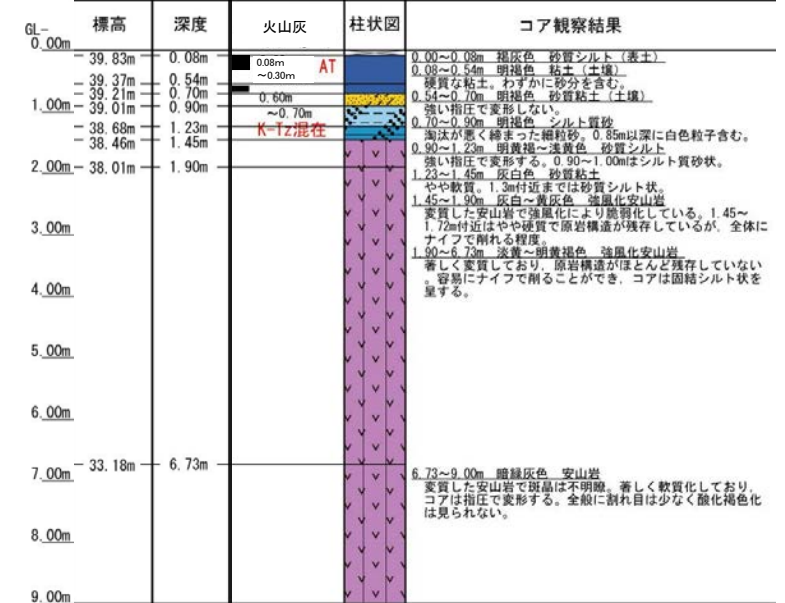 標高 深度 火山灰 柱状図 コア観察結果
GL-
0.00m
39.83m 0.08m
39.37m 0.54m
39.21m 0.70m
39.01m 0.90m
38.68m 1.23m
38.46m 1.45m
38.01m 1.90m
33.18m 6.73m
1.00m
2.00m
3.00m
4.00m
5.00m
6.00m
7.00m
8.00m
9.00m
0.08m
~0.30m
AT
0.60m
~0.70m
K-Tz混在
0.00~0.08m 褐灰色 砂質シルト(表土)
0.08~0.54m 明褐色 粘土(土壌)
硬質な粘土。わずかに砂分を含む。
0.54~0.70m 明褐色 砂質粘土(土壌)
強い指圧で変形しない。
0.70~0.90m 明褐色 シルト質砂
淘汰が悪く締まった細粒砂。0.85m以深に白色粒子含む。
0.90~1.23m 明黄褐~浅黄色 砂質シルト
強い指圧で変形する。0.90~1.00mはシルト質砂状。
1.23~1.45m 灰白色 砂質粘土
やや軟質。1.3m付近までは砂質シルト状。
1.45~1.90m 灰白~黄灰色 強風化安山岩
変質した安山岩で強風化により脆弱化している。1.45~
1.72m付近はやや硬質で原岩構造が残存しているが、全体に
ナイフで削れる程度。
1.90~6.73m 淡黄~明黄褐色 強風化安山岩
著しく変質しており、原岩構造がほとんど残存していない
。容易にナイフで削ることができ、コアは固結シルト状を
呈する。
6.73~9.00m 暗緑灰色 安山岩
変質した安山岩で斑晶は不明瞭。著しく軟質化しており、
コアは指圧で変形する。全般に割れ目は少なく酸化褐色化
は見られない。